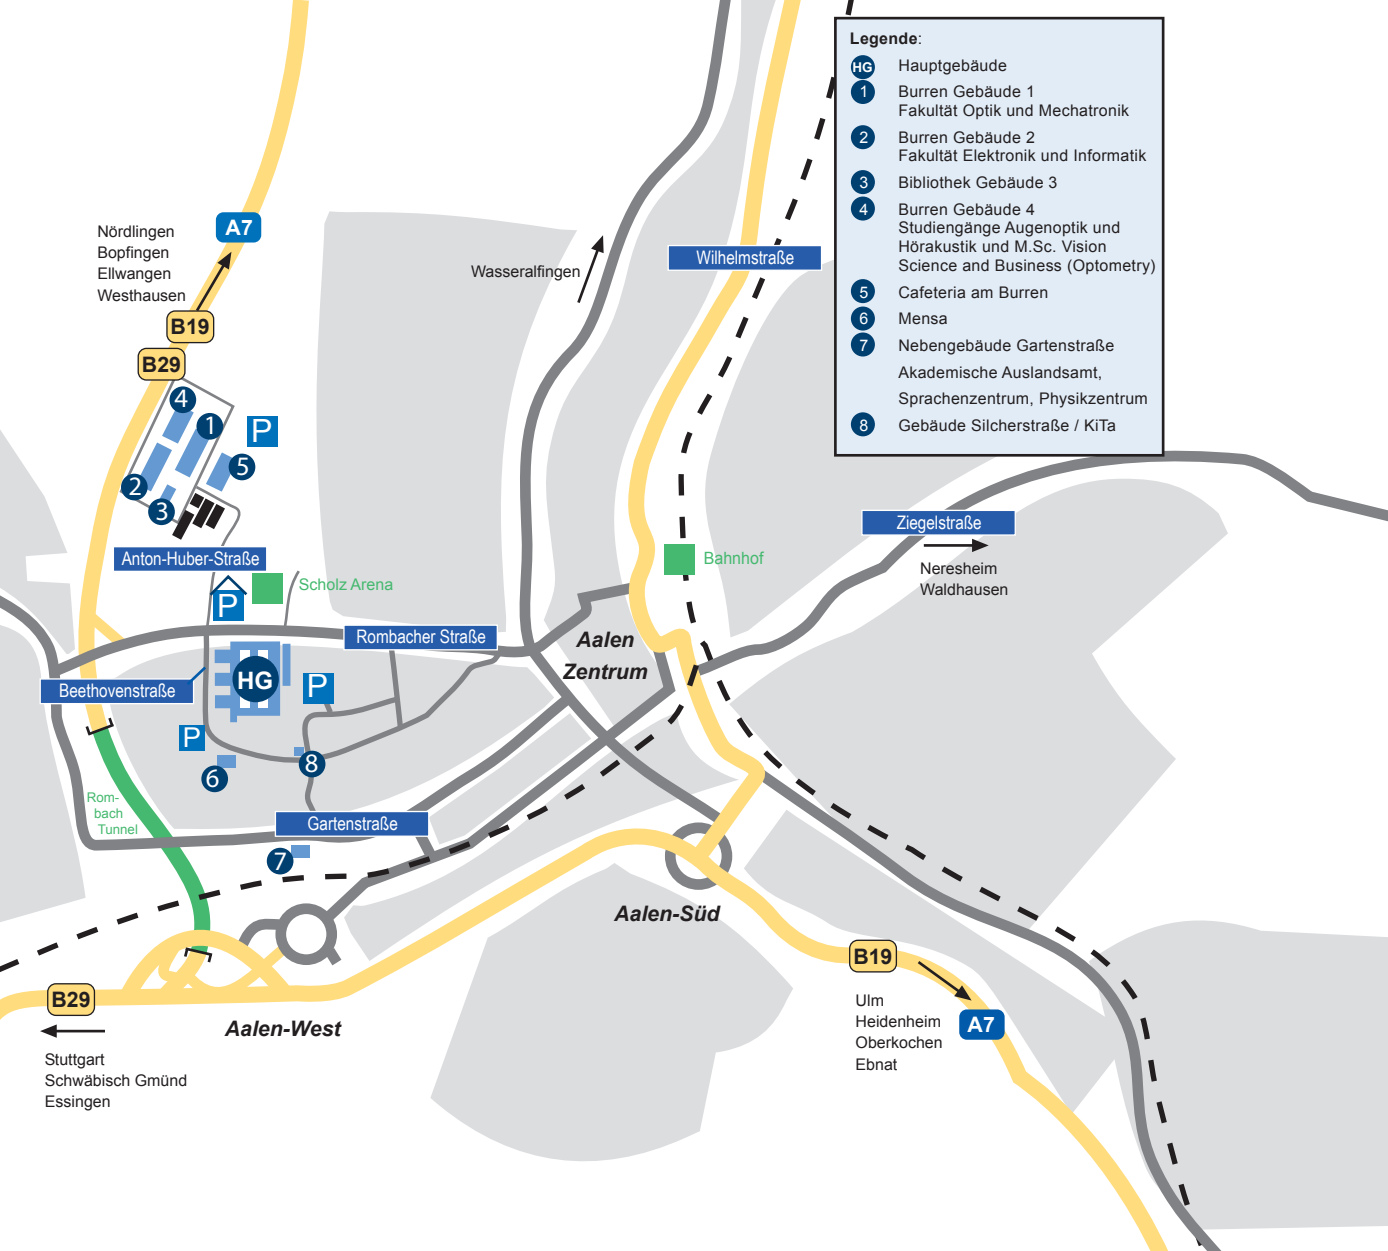 Legende:
HG Hauptgebäude
1 Burren Gebäude 1
Fakultät Optik und Mechatronik
2 Burren Gebäude 2
Fakultät Elektronik und Informatik
3 Bibliothek Gebäude 3
4 Burren Gebäude 4
Studiengänge Augenoptik und
Hörakustik und M.Sc. Vision
Science and Business (Optometry)
5 Cafeteria am Burren
6 Mensa
7 Nebengebäude Gartenstraße
Akademische Auslandsamt,
Sprachenzentrum, Physikzentrum
8 Gebäude Silcherstraße / KiTa
A7
Nördlingen
Bopfingen
Ellwangen
Westhausen
B19
B29
Wasseralfingen
Wilhelmstraße
4
1
P
5
2
3
Anton-Huber-Straße
P
Scholz Arena
Ziegelstraße
Neresheim
Waldhausen
Bahnhof
Rombacher Straße
Aalen
Zentrum
Beethovenstraße
HG
P
P
6
8
Rom-
bach
Tunnel
Gartenstraße
7
Aalen-Süd
B29
Aalen-West
Stuttgart
Schwäbisch Gmünd
Essingen
B19
Ulm
Heidenheim
Oberkochen
Ebnat
A7